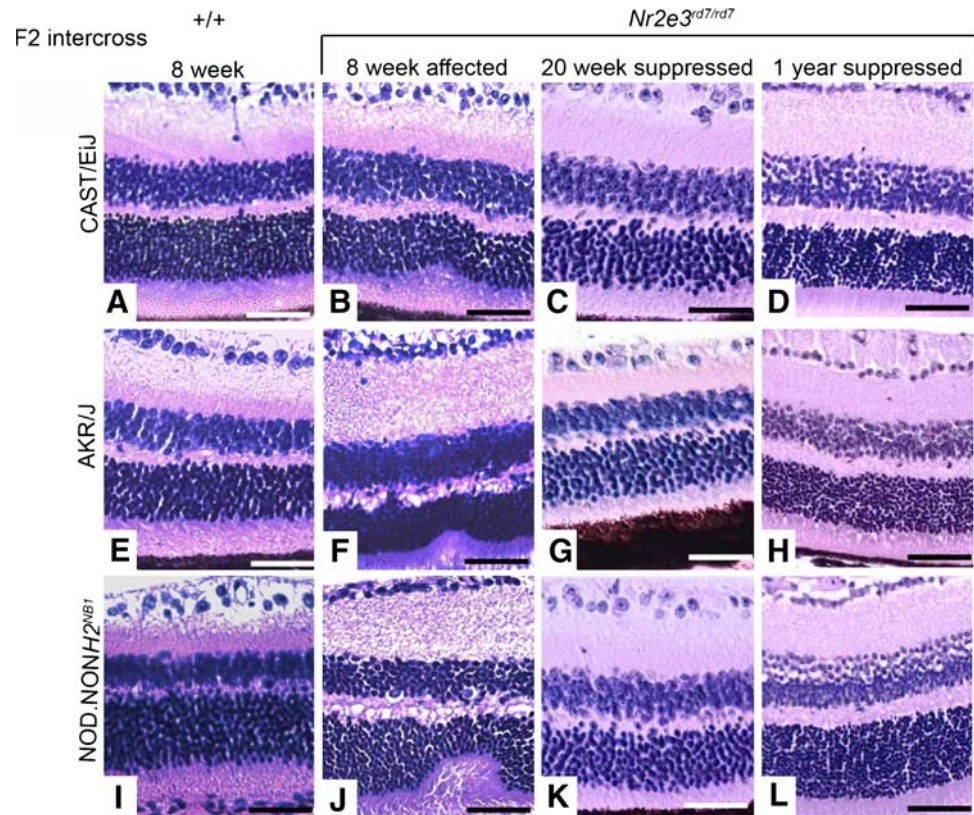 +/+
Nr2e3rd7/rd7
F2 intercross
8 week
8 week affected
20 week suppressed
1 year suppressed
CAST/EiJ
A
B
C
D
AKR/J
E
F
G
H
NOD.NONH2NB1
I
J
K
L